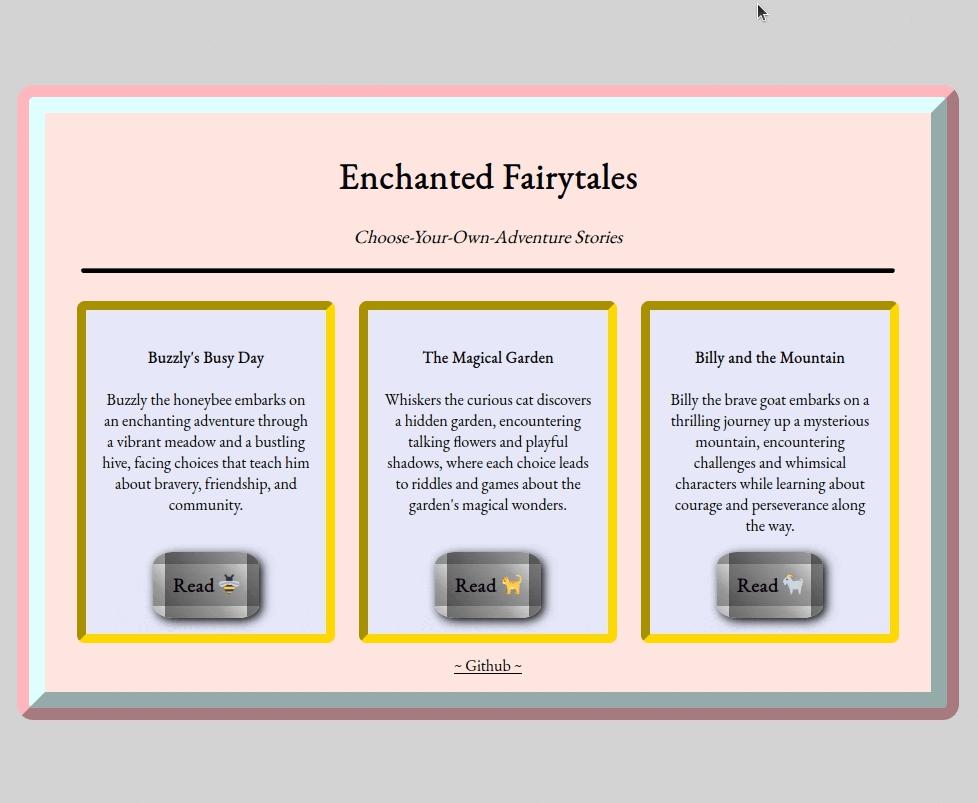 Enchanted Fairytales
Choose-Your-Own-Adventure Stories
Buzzly's Busy Day
Buzzly the honeybee embarks on
an enchanting adventure through
a vibrant meadow and a bustling
hive, facing choices that teach him
about bravery, friendship, and
community.
Read 🐝
The Magical Garden
Whiskers the curious cat discovers
a hidden garden, encountering
talking flowers and playful
shadows, where each choice leads
to riddles and games about the
garden's magical wonders.
Read 🐈
Billy and the Mountain
Billy the brave goat embarks on a
thrilling journey up a mysterious
mountain, encountering
challenges and whimsical
characters while learning about
courage and perseverance along
the way.
Read 🐐
~ Github ~